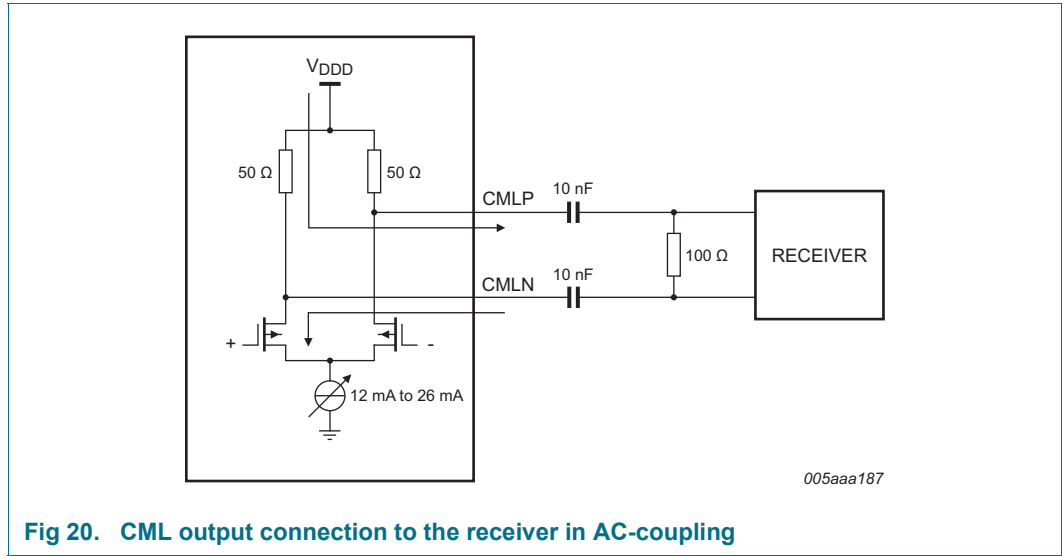 VDDD
50 Ω
50 Ω
CMLP
10 nF
100 Ω
RECEIVER
CMLN
10 nF
+
-
12 mA to 26 mA
005aaa187
Fig 20. CML output connection to the receiver in AC-coupling